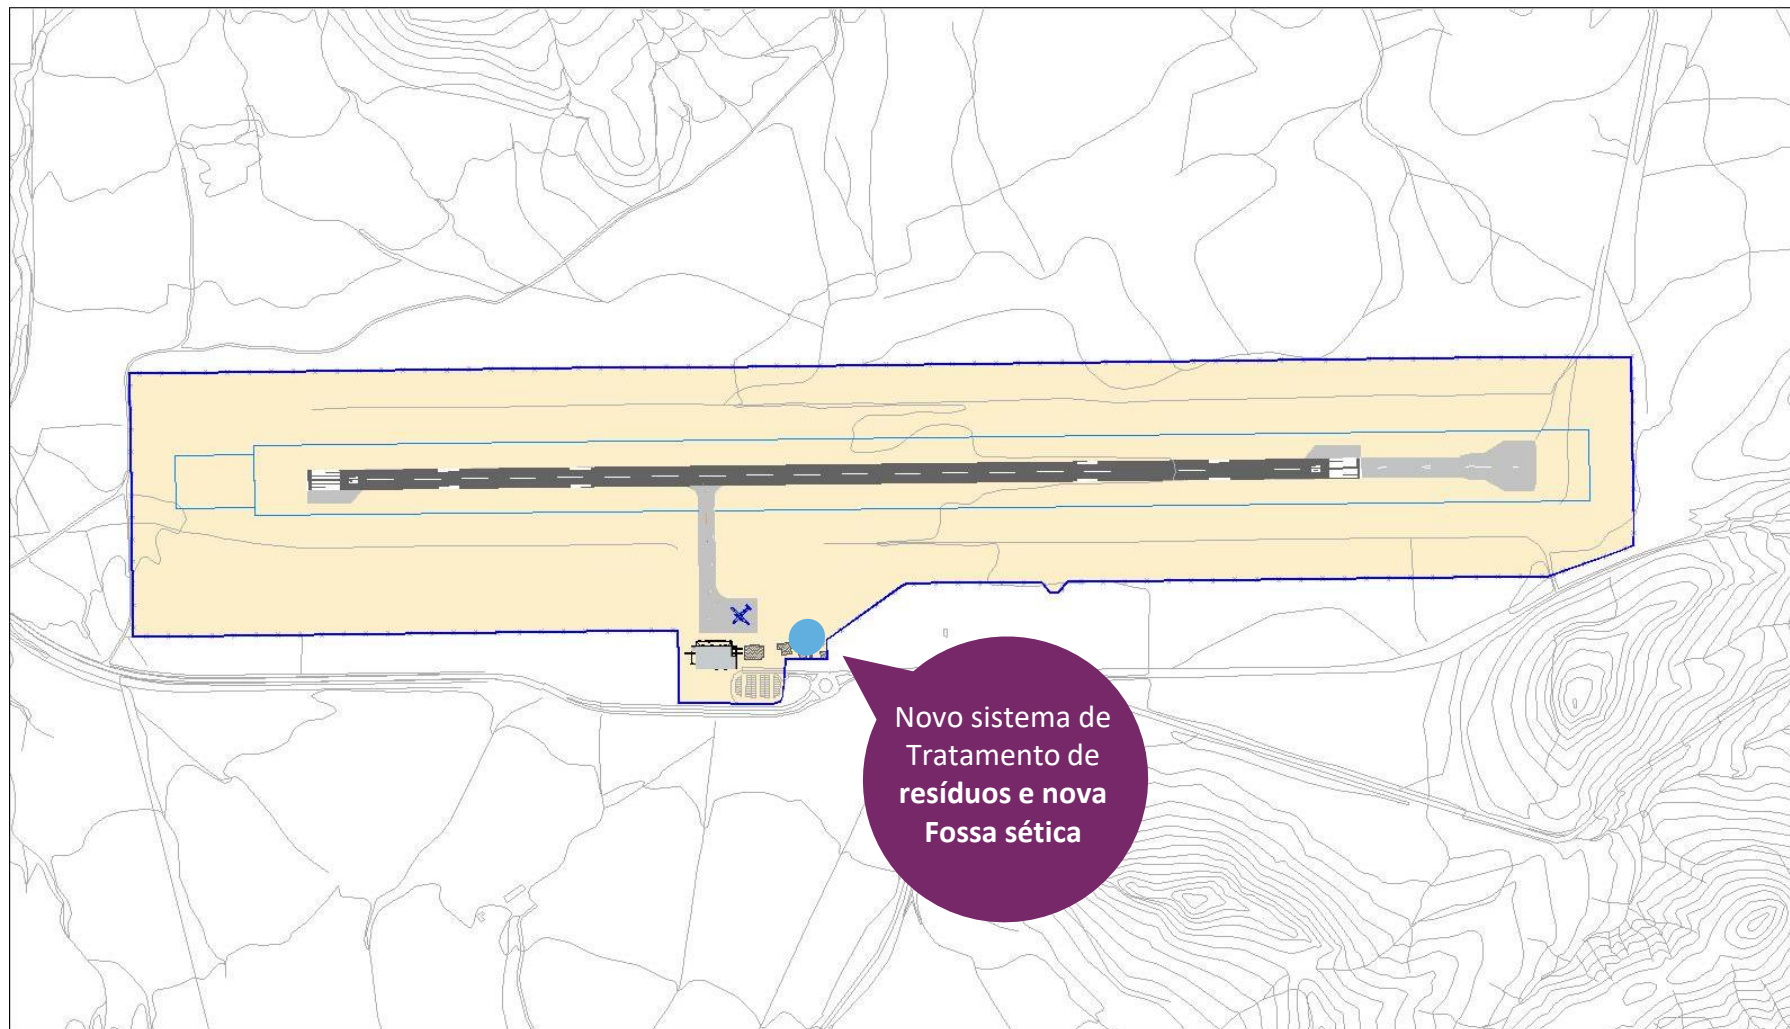 Novo sistema de
Tratamento de
resíduos e nova
Fossa sética